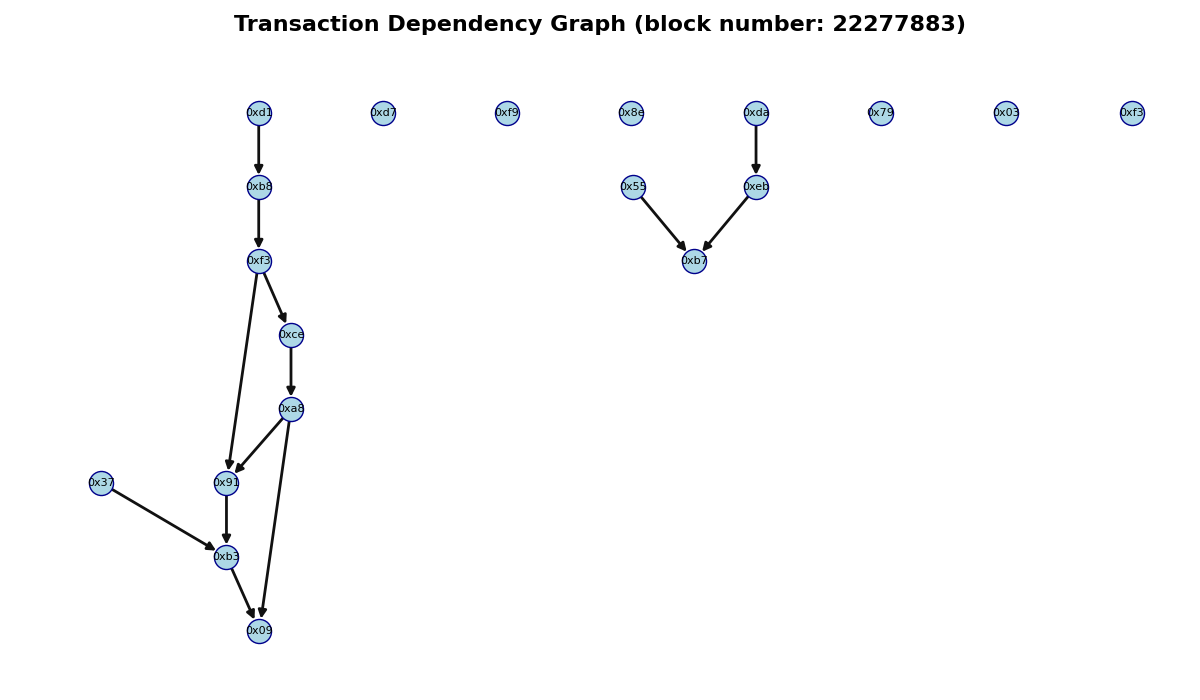 Transaction Dependency Graph (block number: 22277883)
0xd1 0xd7 0xf9 0x8e 0xda 0x79 0x03 0xf3
0xb8 0x55 0xeb
0xf3 0xb7
0xce
0xa8
0x37 0x91
0xb3
0x09